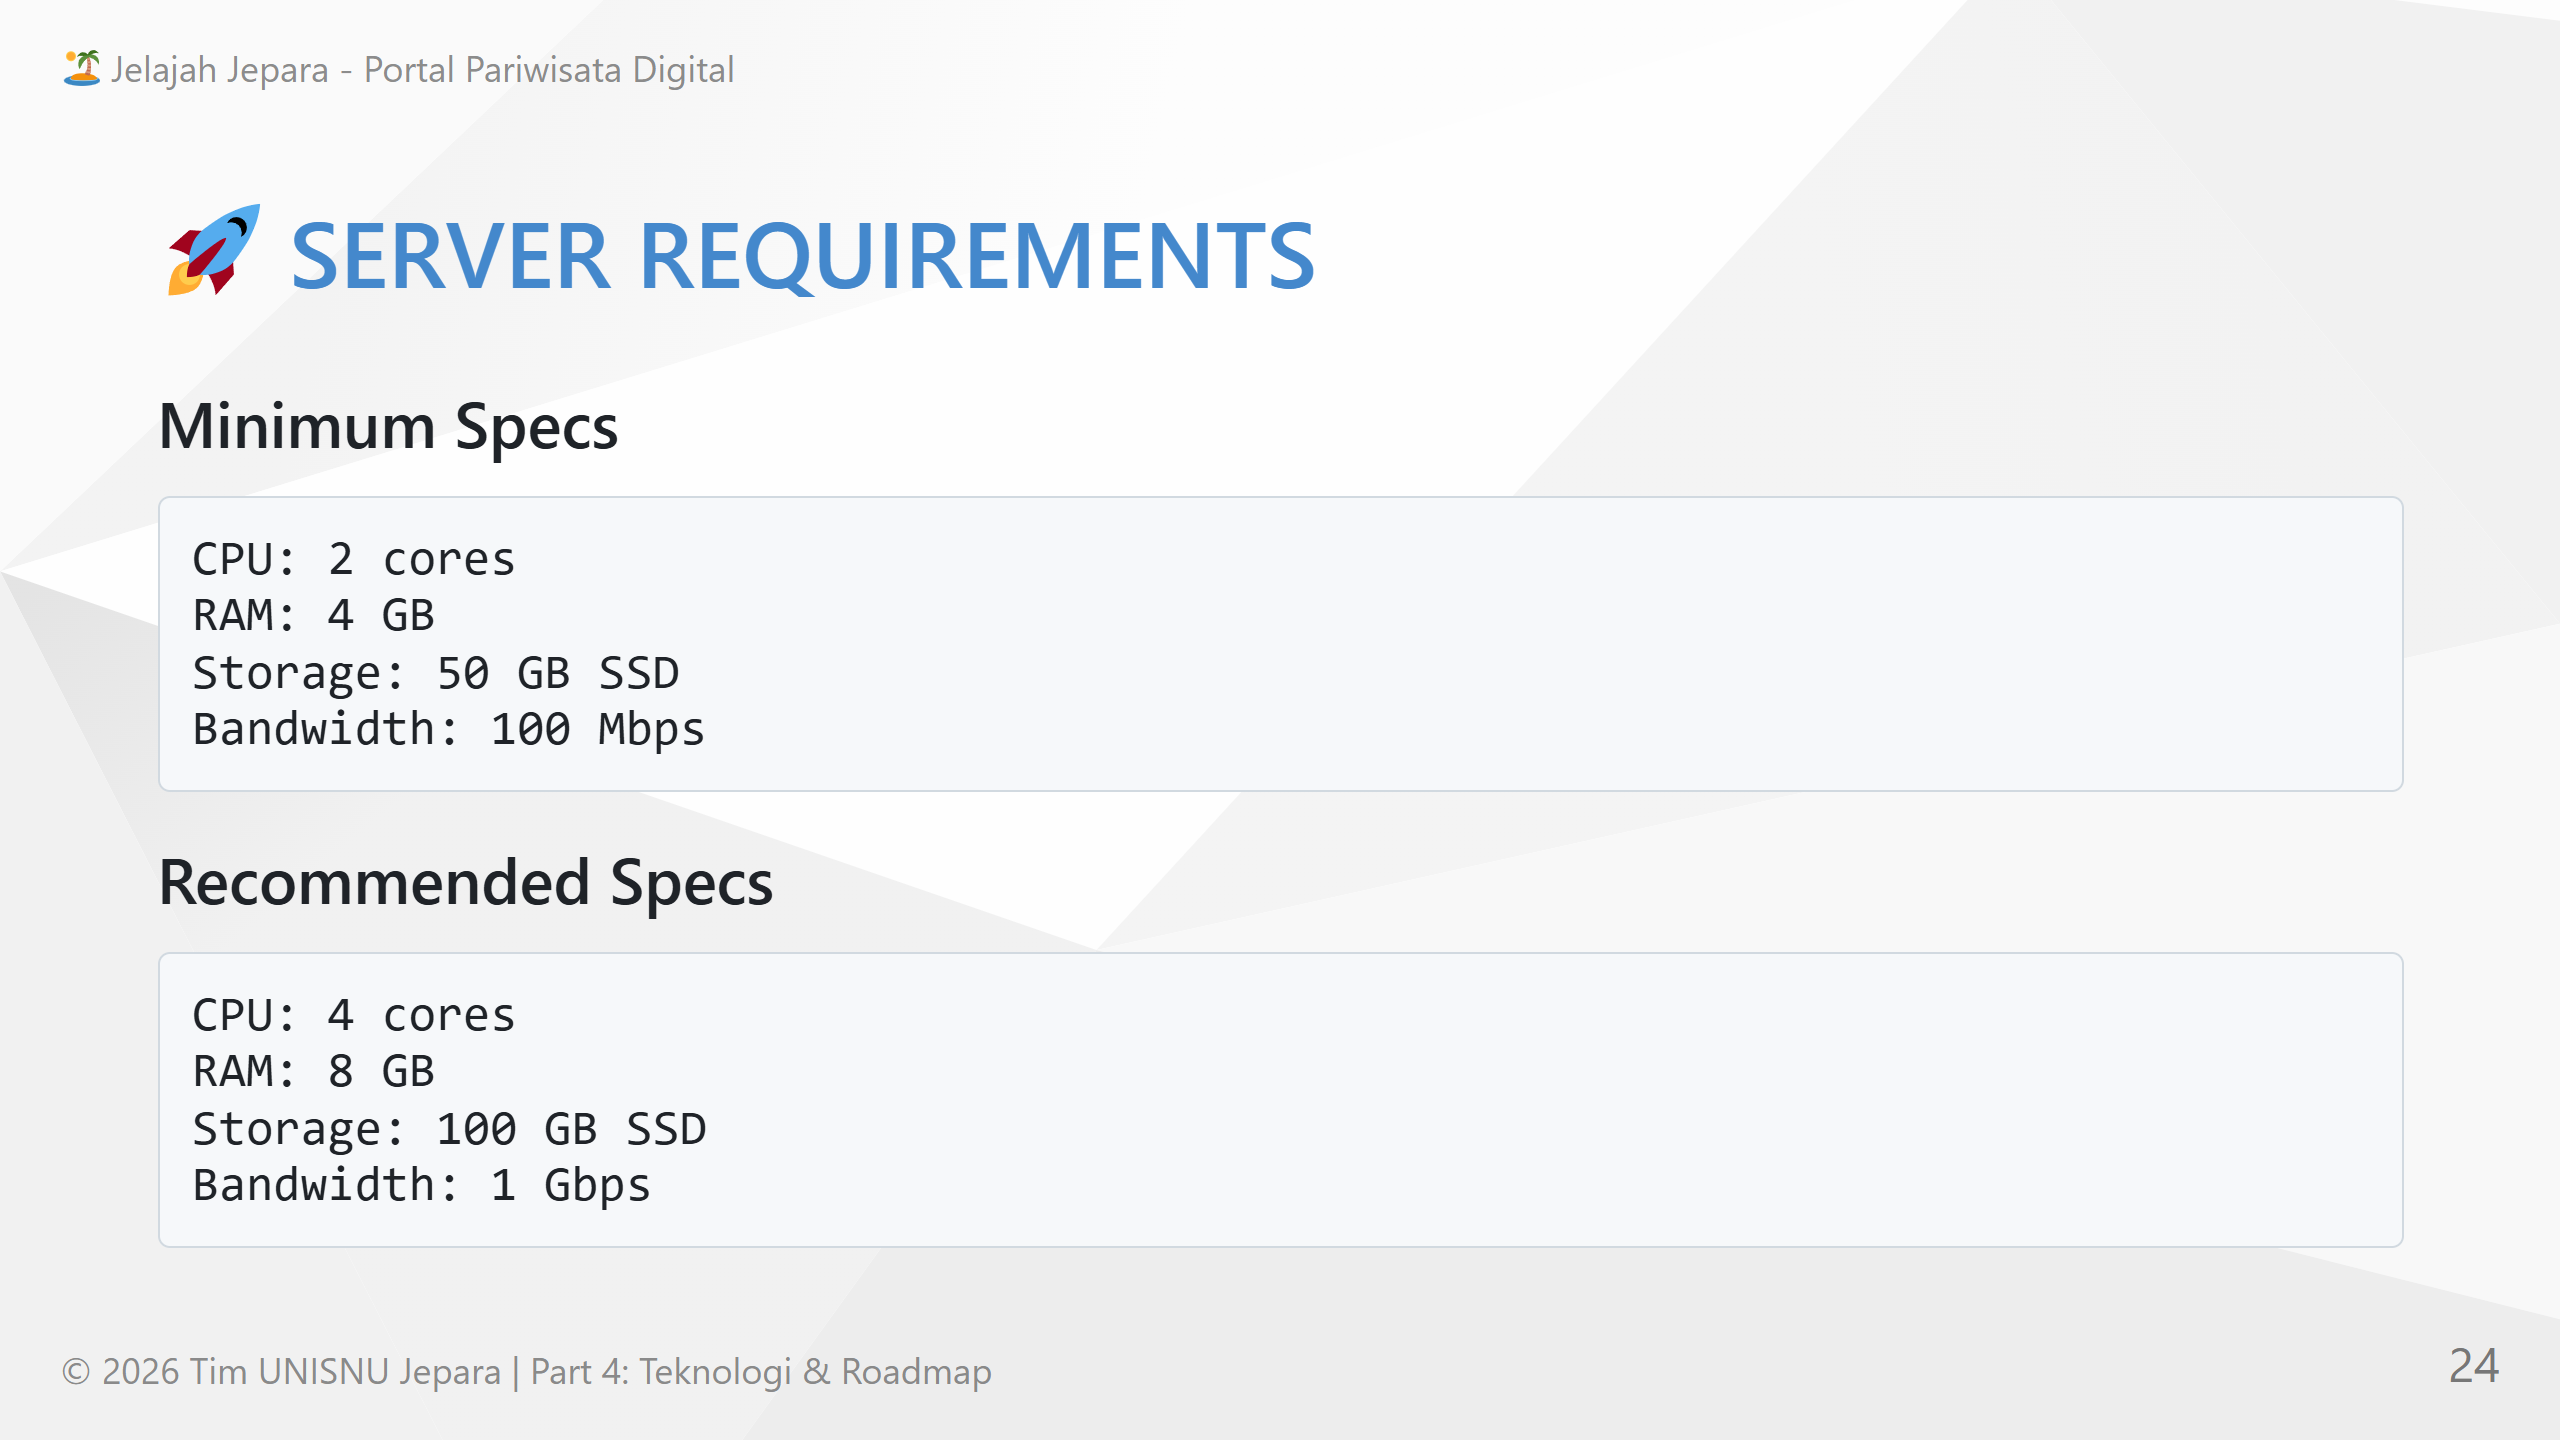 Jelajah Jepara - Portal Pariwisata Digital
SERVER REQUIREMENTS
Minimum Specs
CPU: 2 cores
RAM: 4 GB
Storage: 50 GB SSD
Bandwidth: 100 Mbps
Recommended Specs
CPU: 4 cores
RAM: 8 GB
Storage: 100 GB SSD
Bandwidth: 1 Gbps
© 2026 Tim UNISNU Jepara | Part 4: Teknologi & Roadmap
24